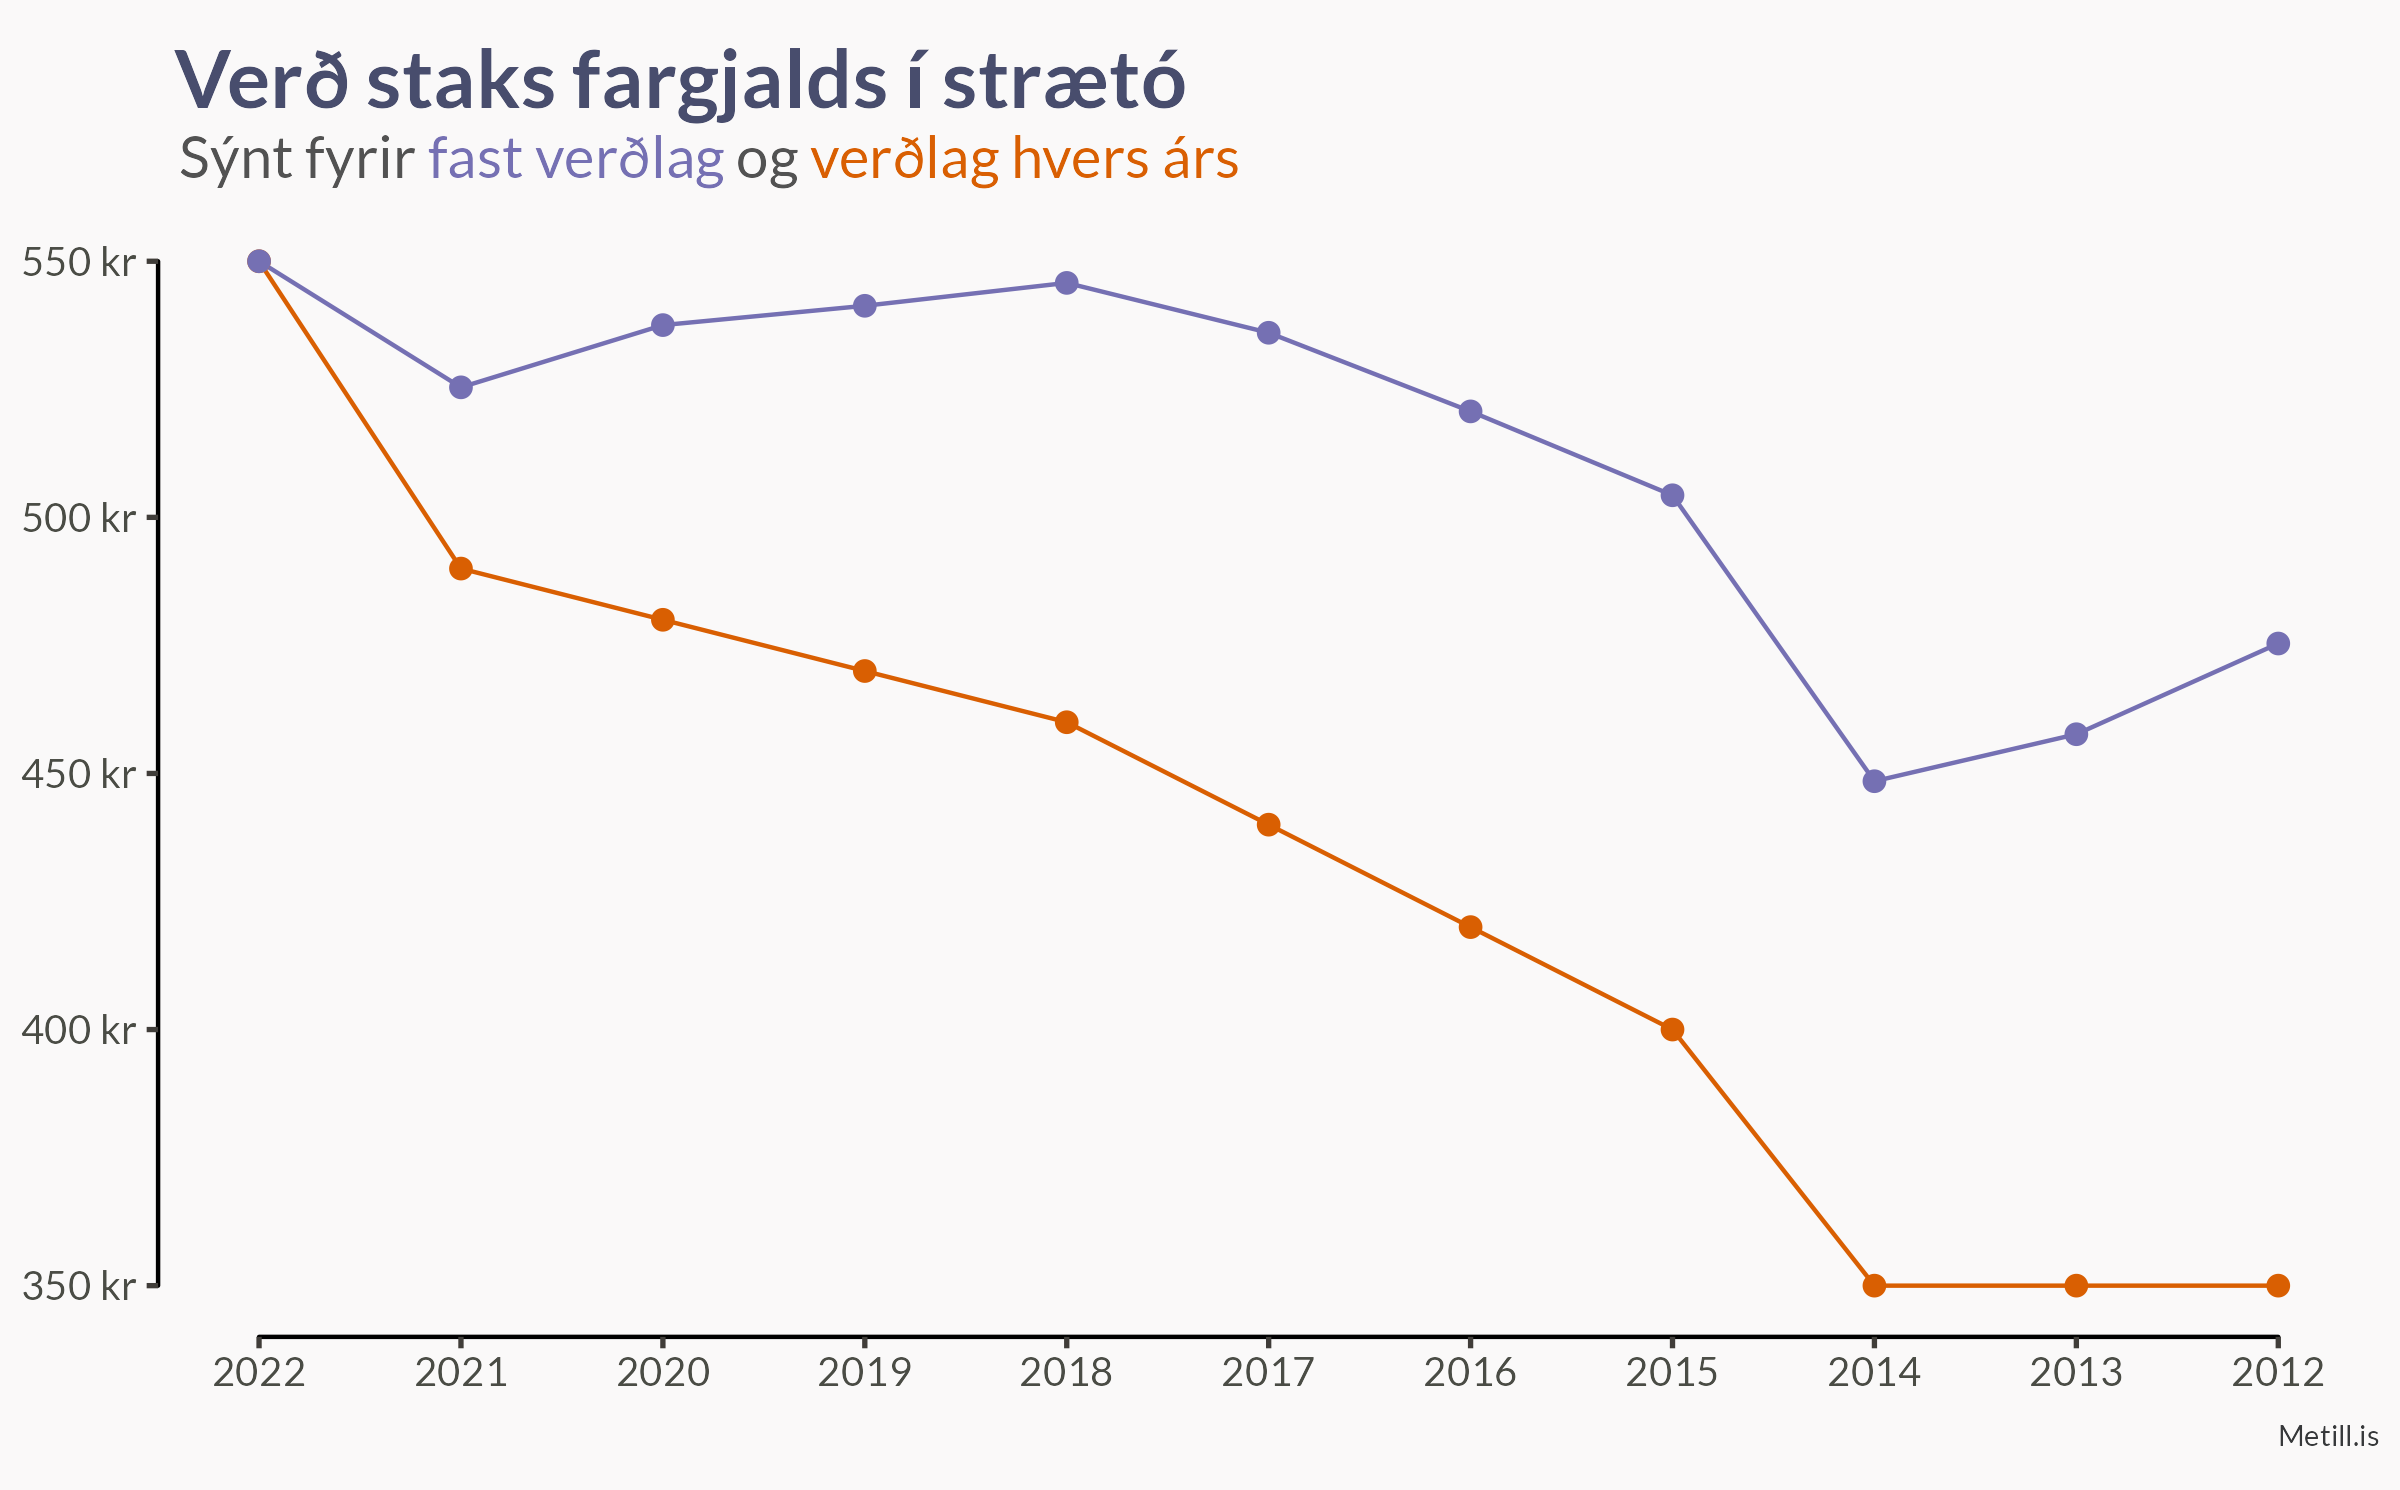 Verð staks fargjalds í strætó
Sýnt fyrir fast verðlag og verðlag hvers árs
550 kr
500 kr
450 kr
400 kr
350 kr
2022 2021 2020 2019 2018 2017 2016 2015 2014 2013 2012
Metill.is